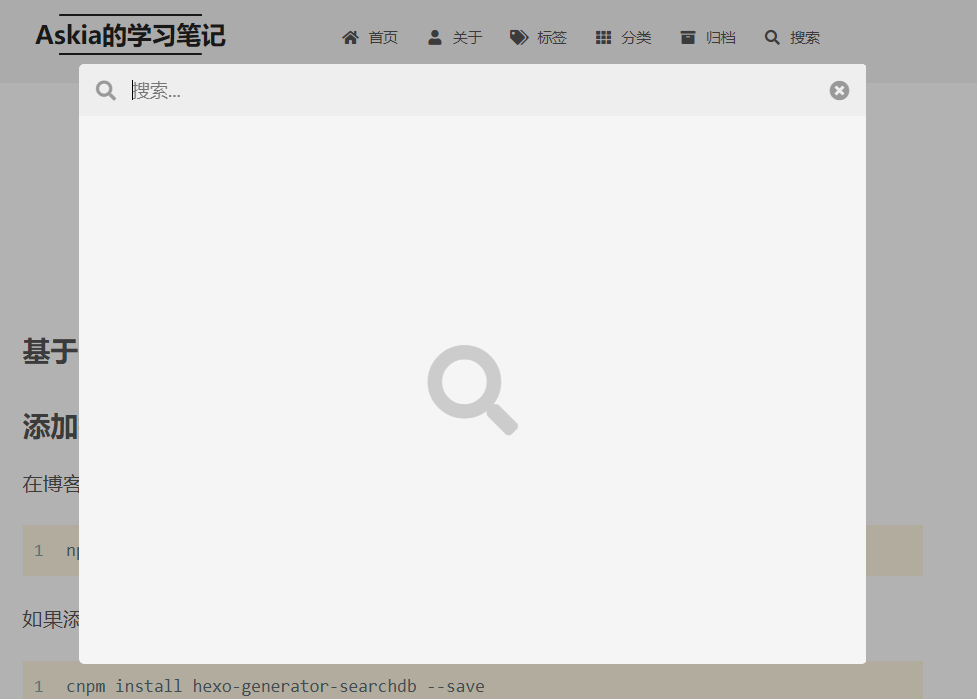 Askia的学习笔记
首页 关于 标签 分类 归档 搜索
搜索...
基于
添加
在博客
1 np
如果添
1 cnpm install hexo-generator-searchdb --save